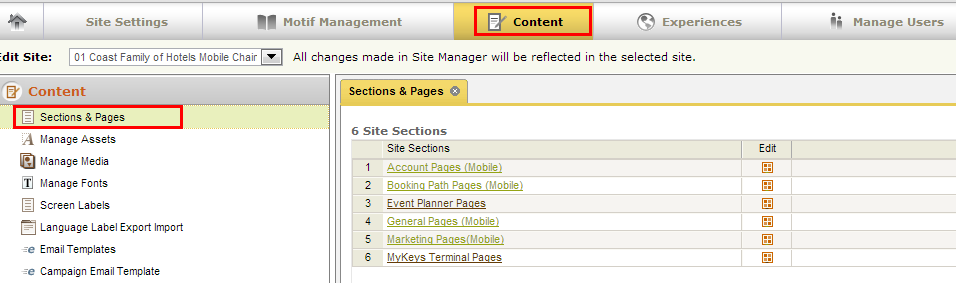 Site Settings Motif Management Content Experiences Manage Users
Edit Site: 01 Coast Family of Hotels Mobile Chair All changes made in Site Manager will be reflected in the selected site.
Content
Sections & Pages
Manage Assets
Manage Media
Manage Fonts
Screen Labels
Language Label Export Import
Email Templates
Campaign Email Template
Sections & Pages
6 Site Sections
Site Sections Edit
1 Account Pages (Mobile)
2 Booking Path Pages (Mobile)
3 Event Planner Pages
4 General Pages (Mobile)
5 Marketing Pages(Mobile)
6 MyKeys Terminal Pages